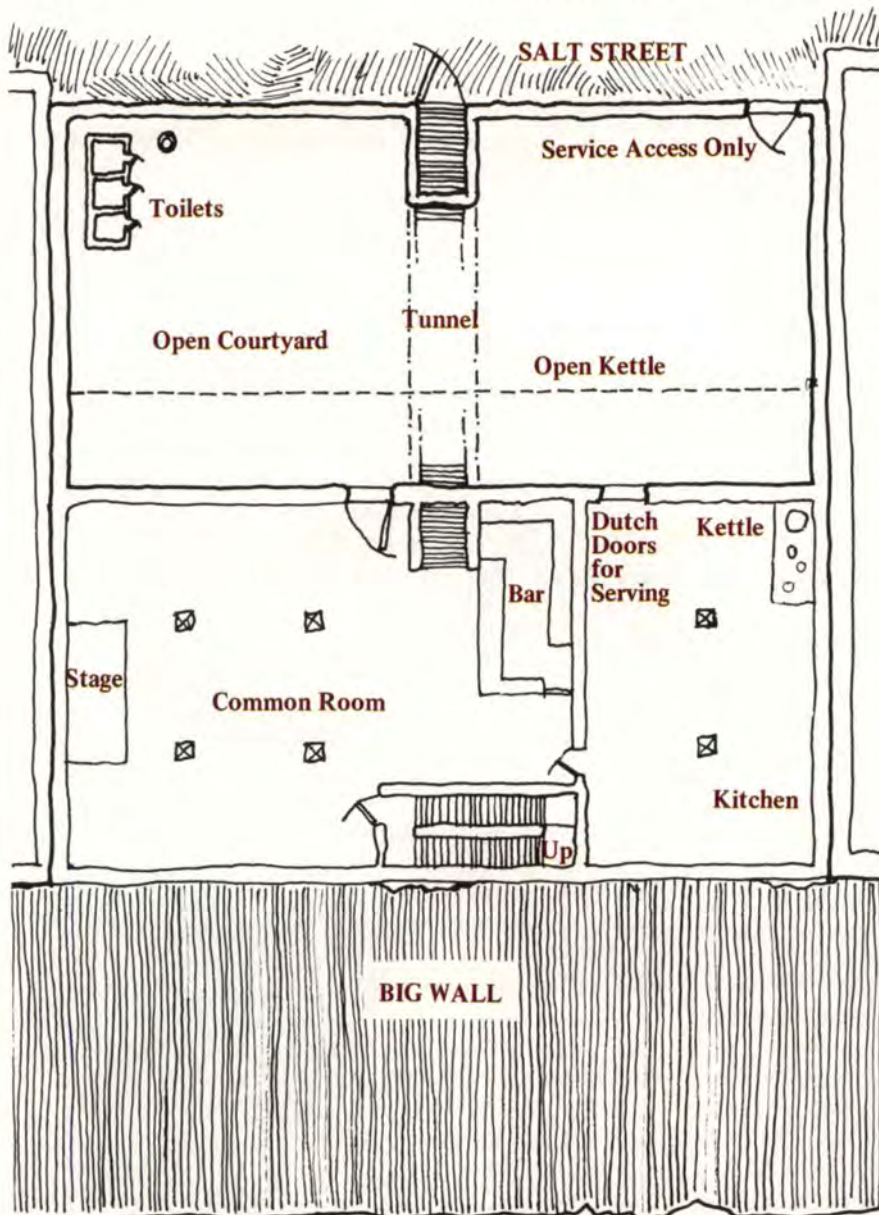 SALT STREET
Service Access Only
Toilets
Tunnel
Open Courtyard
Open Kettle
Dutch
Doors
for
Serving
Kettle
Bar
Stage
Common Room
Kitchen
Up
BIG WALL